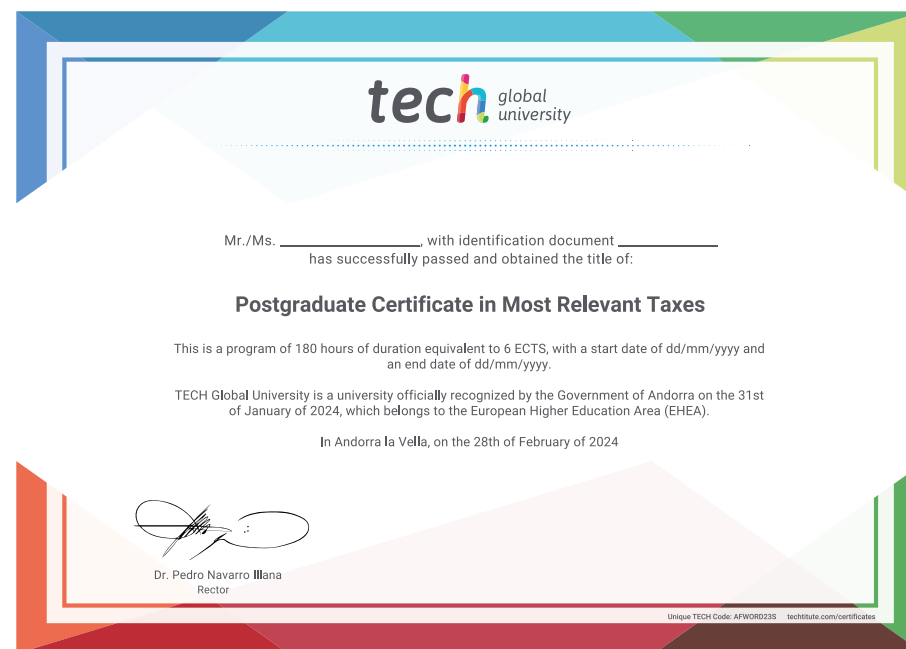 tech global
university
Mr./Ms. ____________, with identification document ____________
has successfully passed and obtained the title of:
Postgraduate Certificate in Most Relevant Taxes
This is a program of 180 hours of duration equivalent to 6 ECTS, with a start date of dd/mm/yyyy and
an end date of dd/mm/yyyy.
TECH Global University is a university officially recognized by the Government of Andorra on the 31st
of January of 2024, which belongs to the European Higher Education Area (EHEA).
In Andorra la Vella, on the 28th of February of 2024
Dr. Pedro Navarro Illana
Rector
Unique TECH Code: AFWORD23S techtitute.com/certificates